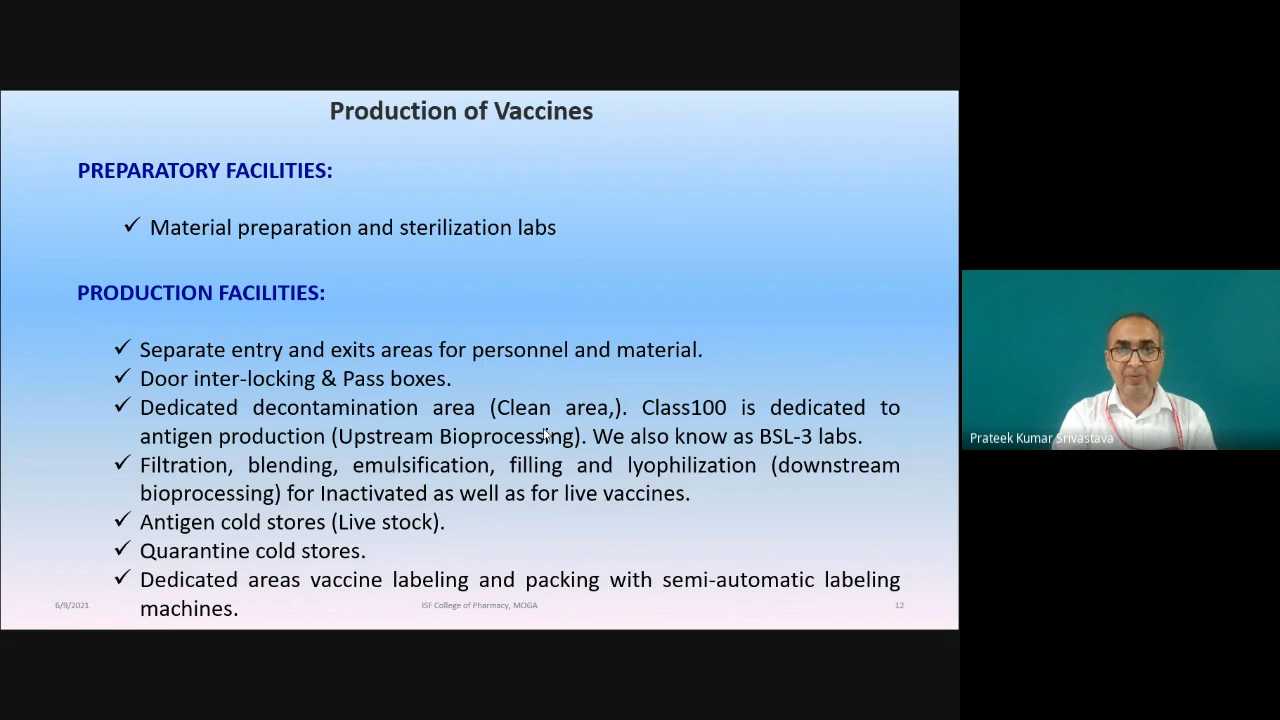 Production of Vaccines
PREPARATORY FACILITIES:
✓ Material preparation and sterilization labs
PRODUCTION FACILITIES:
✓ Separate entry and exits areas for personnel and material.
✓ Door inter-locking & Pass boxes.
✓ Dedicated decontamination area (Clean area,). Class100 is dedicated to
antigen production (Upstream Bioprocessing). We also know as BSL-3 labs.
✓ Filtration, blending, emulsification, filling and lyophilization (downstream
bioprocessing) for Inactivated as well as for live vaccines.
✓ Antigen cold stores (Live stock).
✓ Quarantine cold stores.
✓ Dedicated areas vaccine labeling and packing with semi-automatic labeling
machines.
6/9/2021
ISF College of Pharmacy, MOGA
12
Prateek Kumar Srivastava